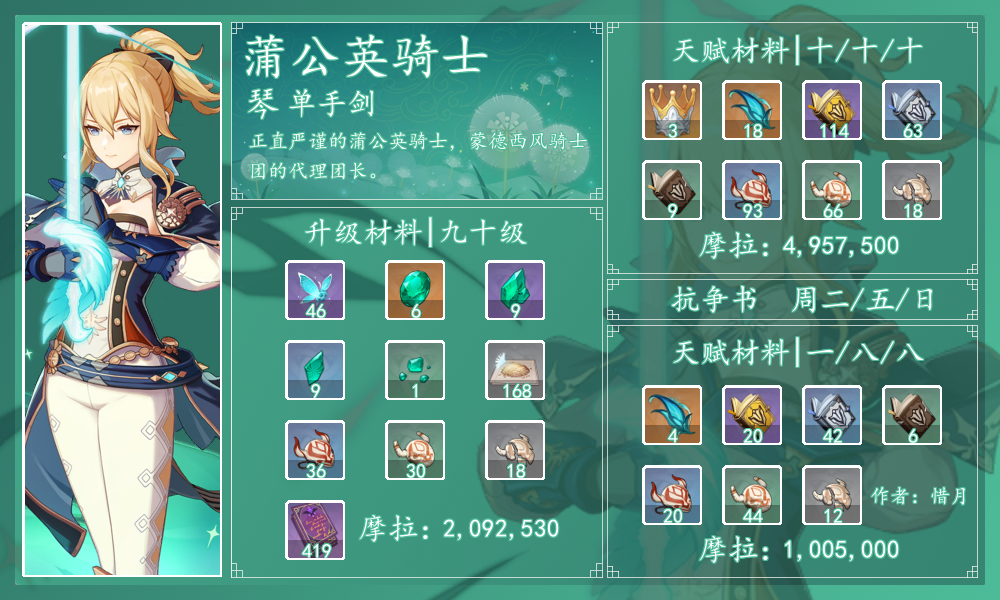 蒲公英骑士
琴 单手剑
正直严谨的蒲公英骑士，蒙德西风骑士
团的代理团长。
升级材料|九十级
46 6 9
9 1 168
36 30 18
419 摩拉：2,092,530
天赋材料|十/十/十
3 18 114 63
9 93 66 18
摩拉：4,957,500
抗争书 周二/五/日
天赋材料|一/八/八
4 20 42 6
20 44 12 作者：惜月
摩拉：1,005,000